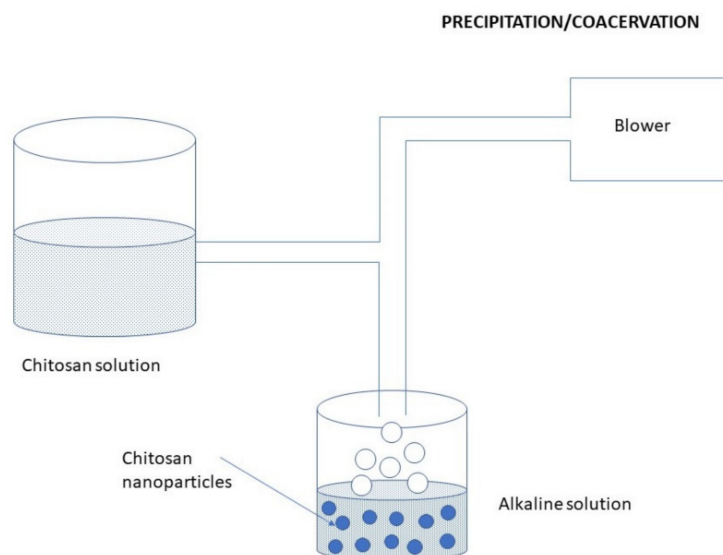 PRECIPITATION/COACERVATION
Blower
Chitosan solution
Chitosan
nanoparticles
Alkaline solution